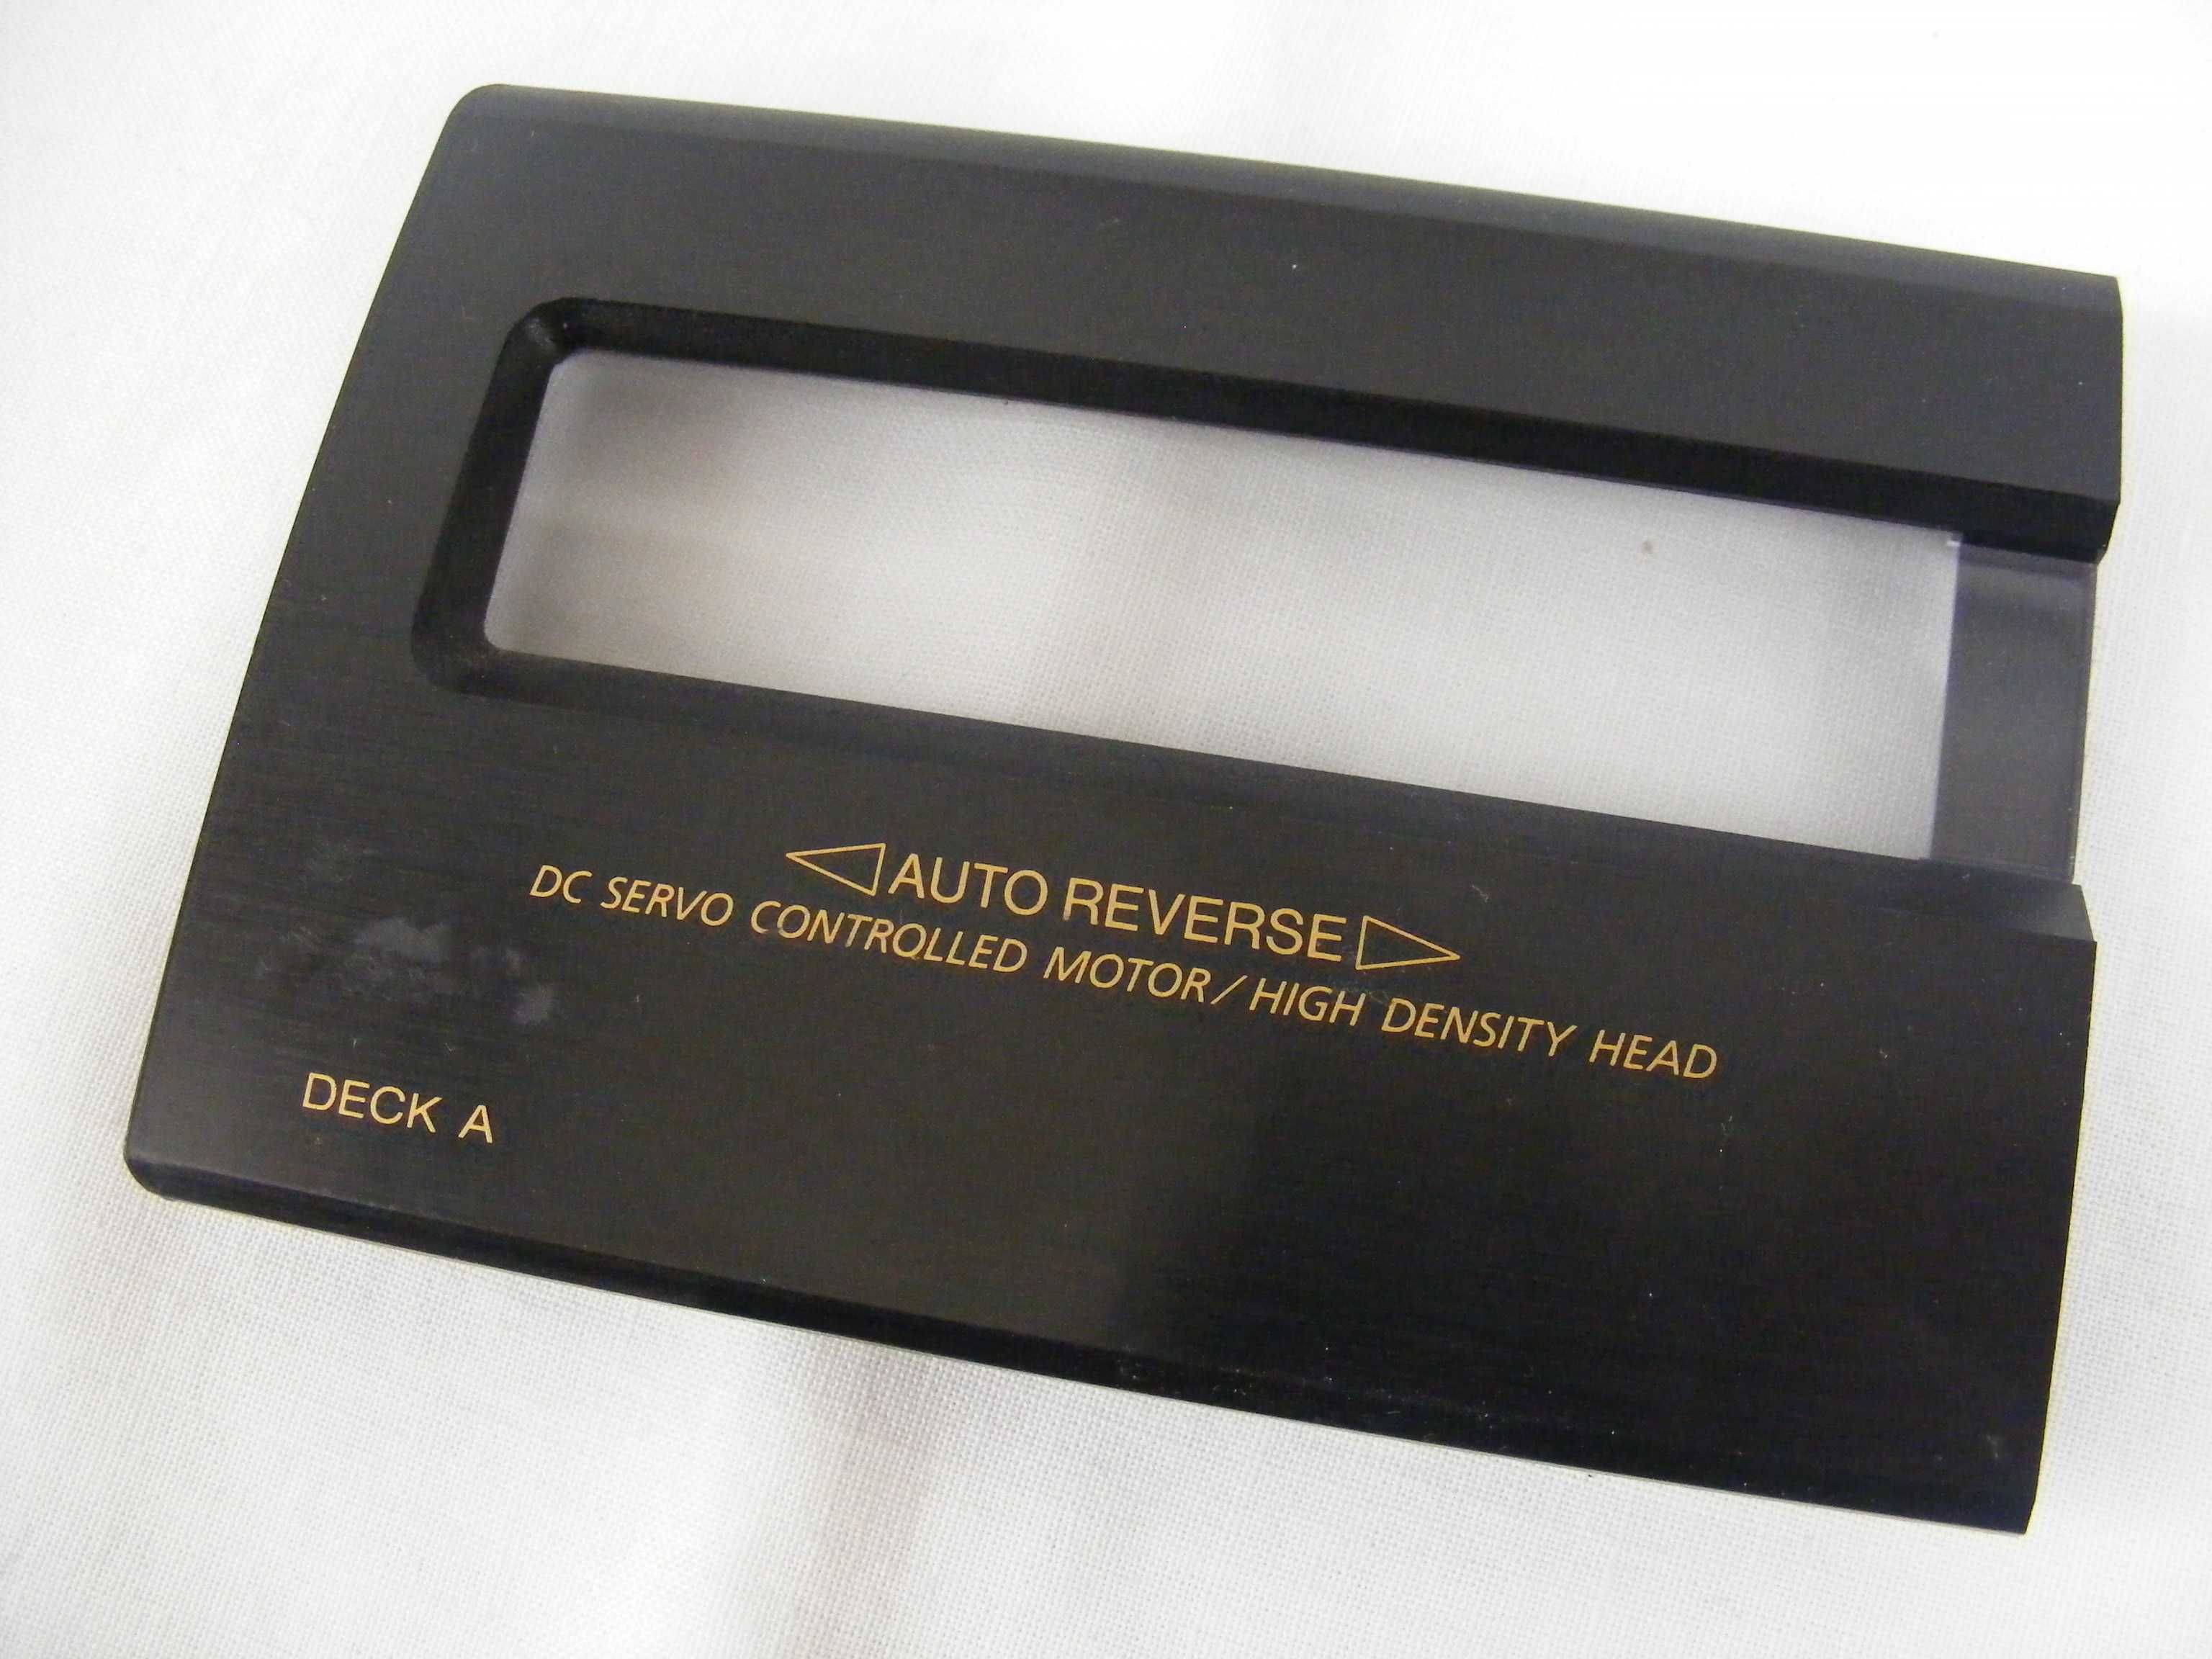 AUTO REVERSE
DC SERVO CONTROLLED MOTOR/HIGH DENSITY HEAD
DECK A